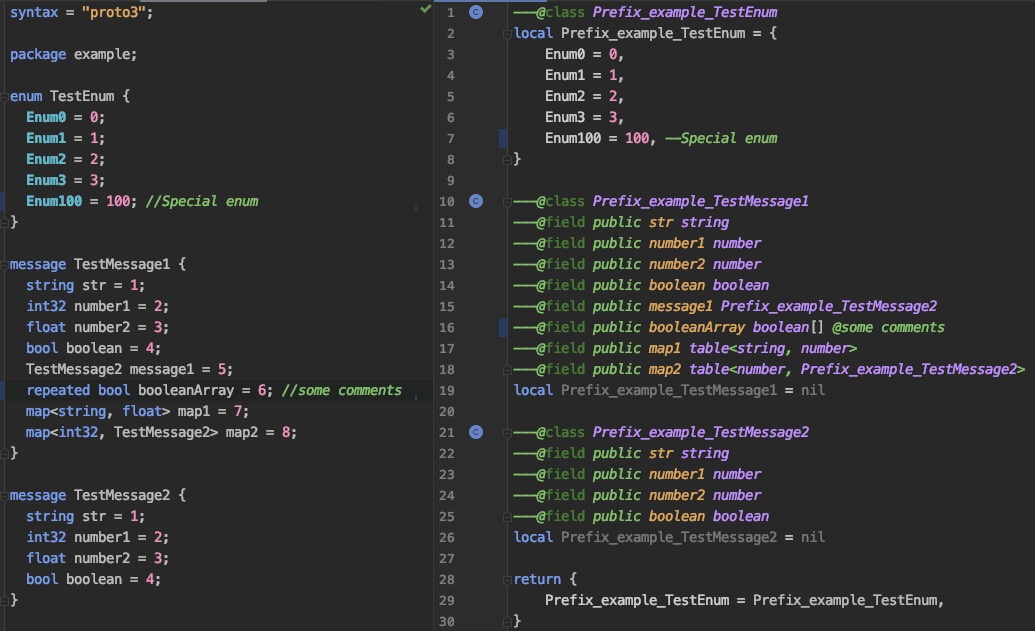 syntax = "proto3";

package example;

enum TestEnum {
  Enum0 = 0;
  Enum1 = 1;
  Enum2 = 2;
  Enum3 = 3;
  Enum100 = 100; //Special enum
}

message TestMessage1 {
  string str = 1;
  int32 number1 = 2;
  float number2 = 3;
  bool boolean = 4;
  TestMessage2 message1 = 5;
  repeated bool booleanArray = 6; //some comments
  map<string, float> map1 = 7;
  map<int32, TestMessage2> map2 = 8;
}

message TestMessage2 {
  string str = 1;
  int32 number1 = 2;
  float number2 = 3;
  bool boolean = 4;
}

1 C ---@class Prefix_example_TestEnum
2 local Prefix_example_TestEnum = {
3     Enum0 = 0,
4     Enum1 = 1,
5     Enum2 = 2,
6     Enum3 = 3,
7     Enum100 = 100, --Special enum
8 }
9
10 C ---@class Prefix_example_TestMessage1
11 ---@field public str string
12 ---@field public number1 number
13 ---@field public number2 number
14 ---@field public boolean boolean
15 ---@field public message1 Prefix_example_TestMessage2
16 ---@field public booleanArray boolean[] @some comments
17 ---@field public map1 table<string, number>
18 ---@field public map2 table<number, Prefix_example_TestMessage2>
19 local Prefix_example_TestMessage1 = nil
20
21 C ---@class Prefix_example_TestMessage2
22 ---@field public str string
23 ---@field public number1 number
24 ---@field public number2 number
25 ---@field public boolean boolean
26 local Prefix_example_TestMessage2 = nil
27
28 return {
29     Prefix_example_TestEnum = Prefix_example_TestEnum,
30 }